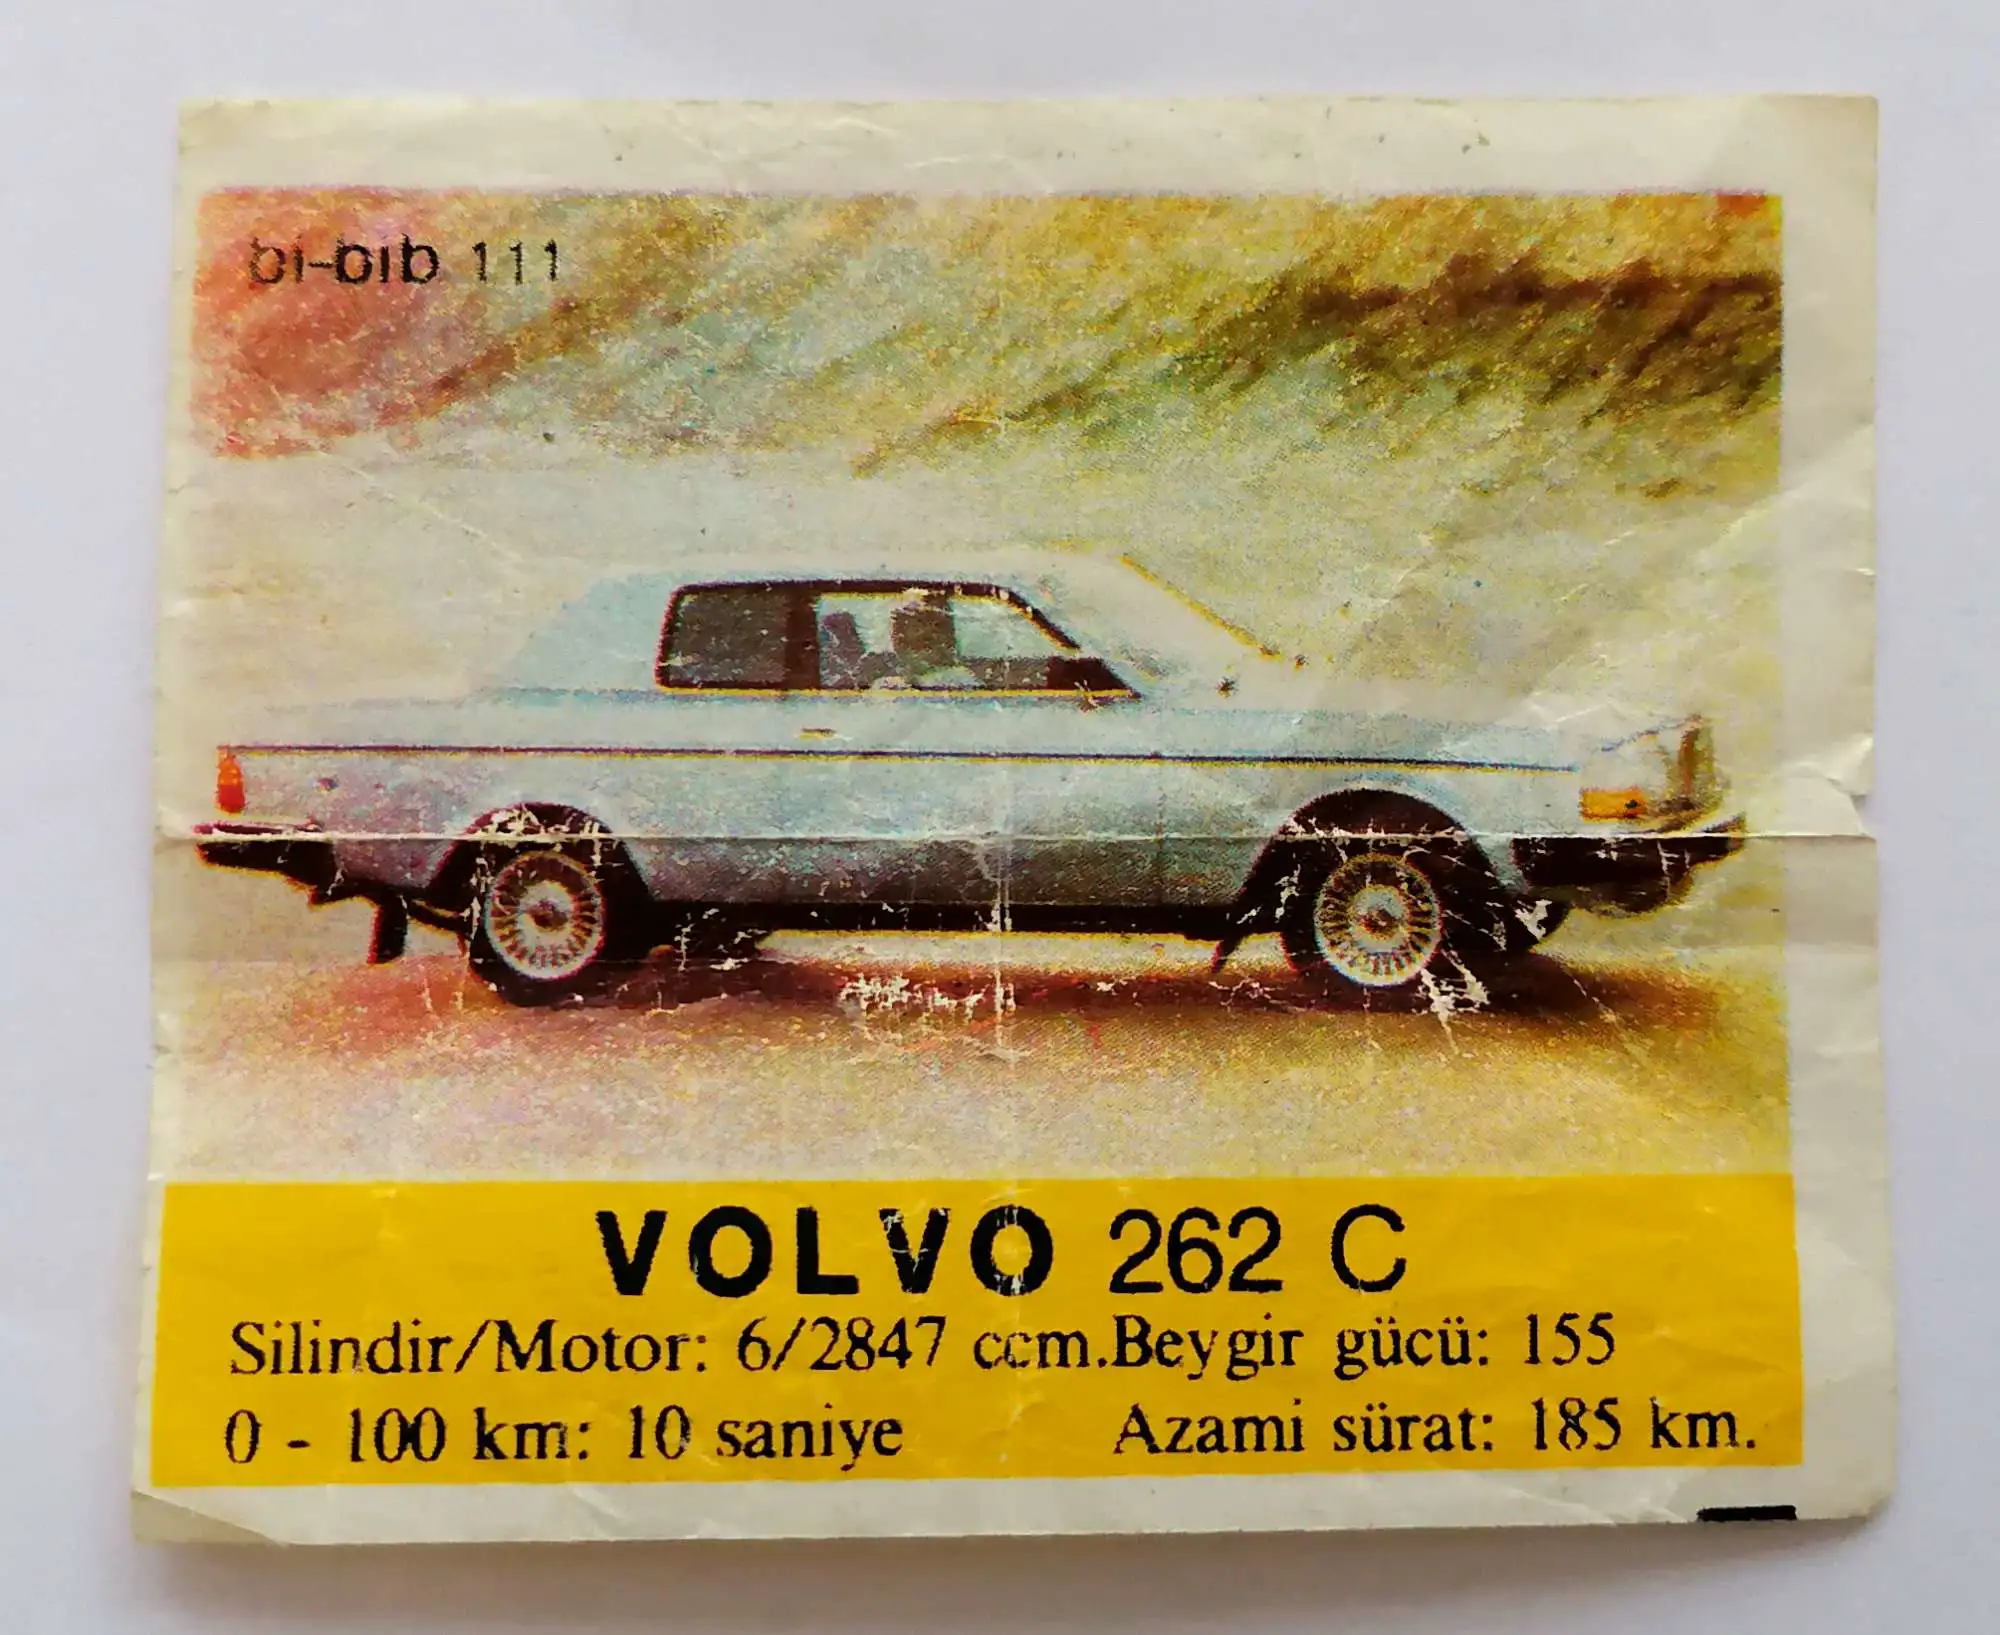 bi-bib 111
VOLVO 262 C
Silindir/Motor: 6/2847 ccm.Beygir gücü: 155
0 - 100 km: 10 saniye Azami sürat: 185 km.